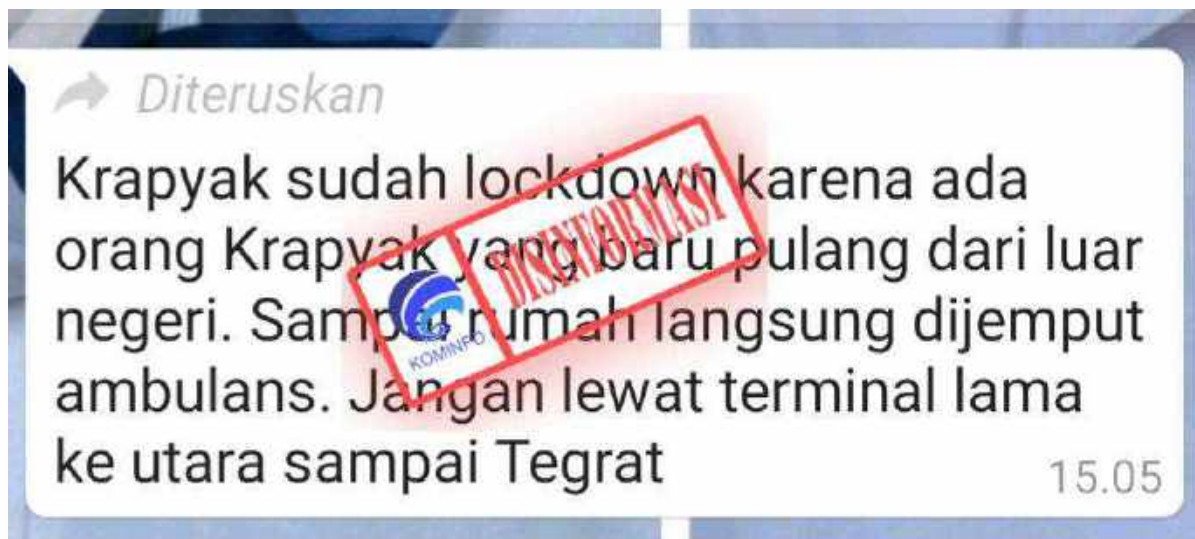 Diteruskan
Krapyak sudah lockdown karena ada
orang Krapyak yang baru pulang dari luar
negeri. Sampai rumah langsung dijemput
ambulans. Jangan lewat terminal lama
ke utara sampai Tegrat
15.05
DISINFORMASI
KOMINFO